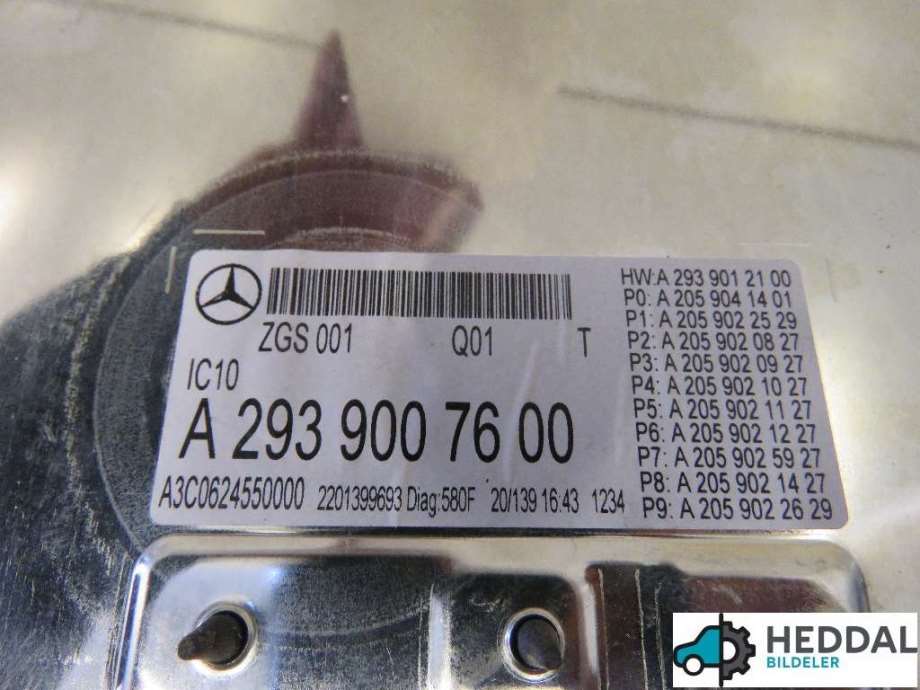 ZGS 001 Q01 T
IC10
A 293 900 76 00
A3C0624550000 2201399693 Diag:580F 20/139 16:43 1234
HW:A 293 901 21 00
P0: A 205 904 14 01
P1: A 205 902 25 29
P2: A 205 902 08 27
P3: A 205 902 09 27
P4: A 205 902 10 27
P5: A 205 902 11 27
P6: A 205 902 12 27
P7: A 205 902 59 27
P8: A 205 902 14 27
P9: A 205 902 26 29
HEDDAL
BILDELER